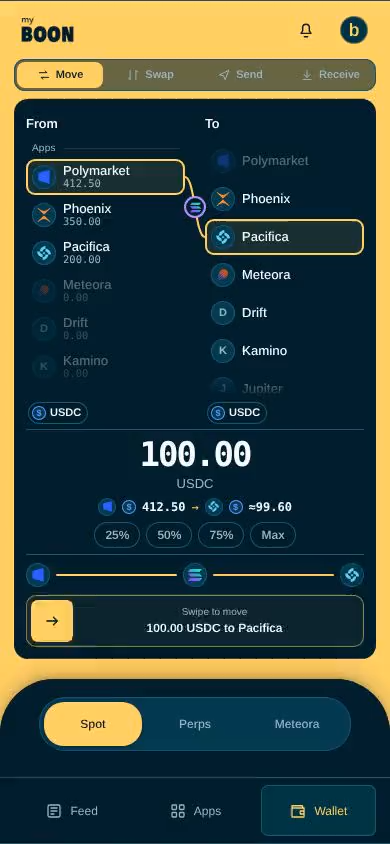 my
BOON
b
Move
Swap
Send
Receive
From
To
Apps
Polymarket
412.50
Phoenix
350.00
Pacifica
200.00
Meteora
0.00
D
Drift
0.00
K
Kamino
0.00
Polymarket
Phoenix
Pacifica
Meteora
D
Drift
K
Kamino
J
Jupiter
$ USDC
$ USDC
100.00
USDC
$ 412.50 → $ ≈99.60
25%
50%
75%
Max
Swipe to move
→
100.00 USDC to Pacifica
Spot
Perps
Meteora
Feed
Apps
Wallet